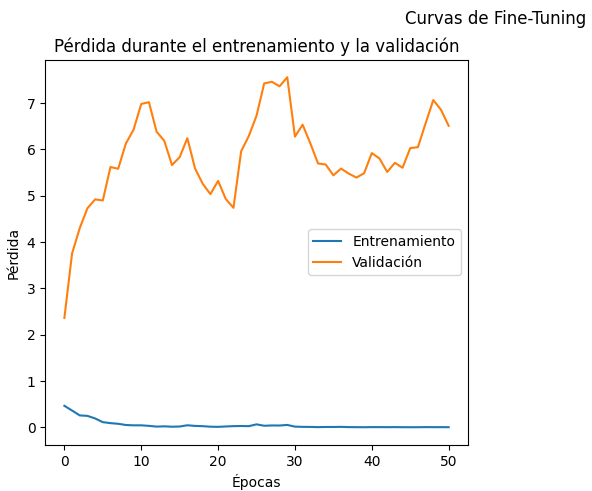 Curvas de Fine-Tuning
Pérdida durante el entrenamiento y la validación
7
6
5
4
3
2
1
0
Pérdida
Entrenamiento
Validación
0 10 20 30 40 50
Épocas